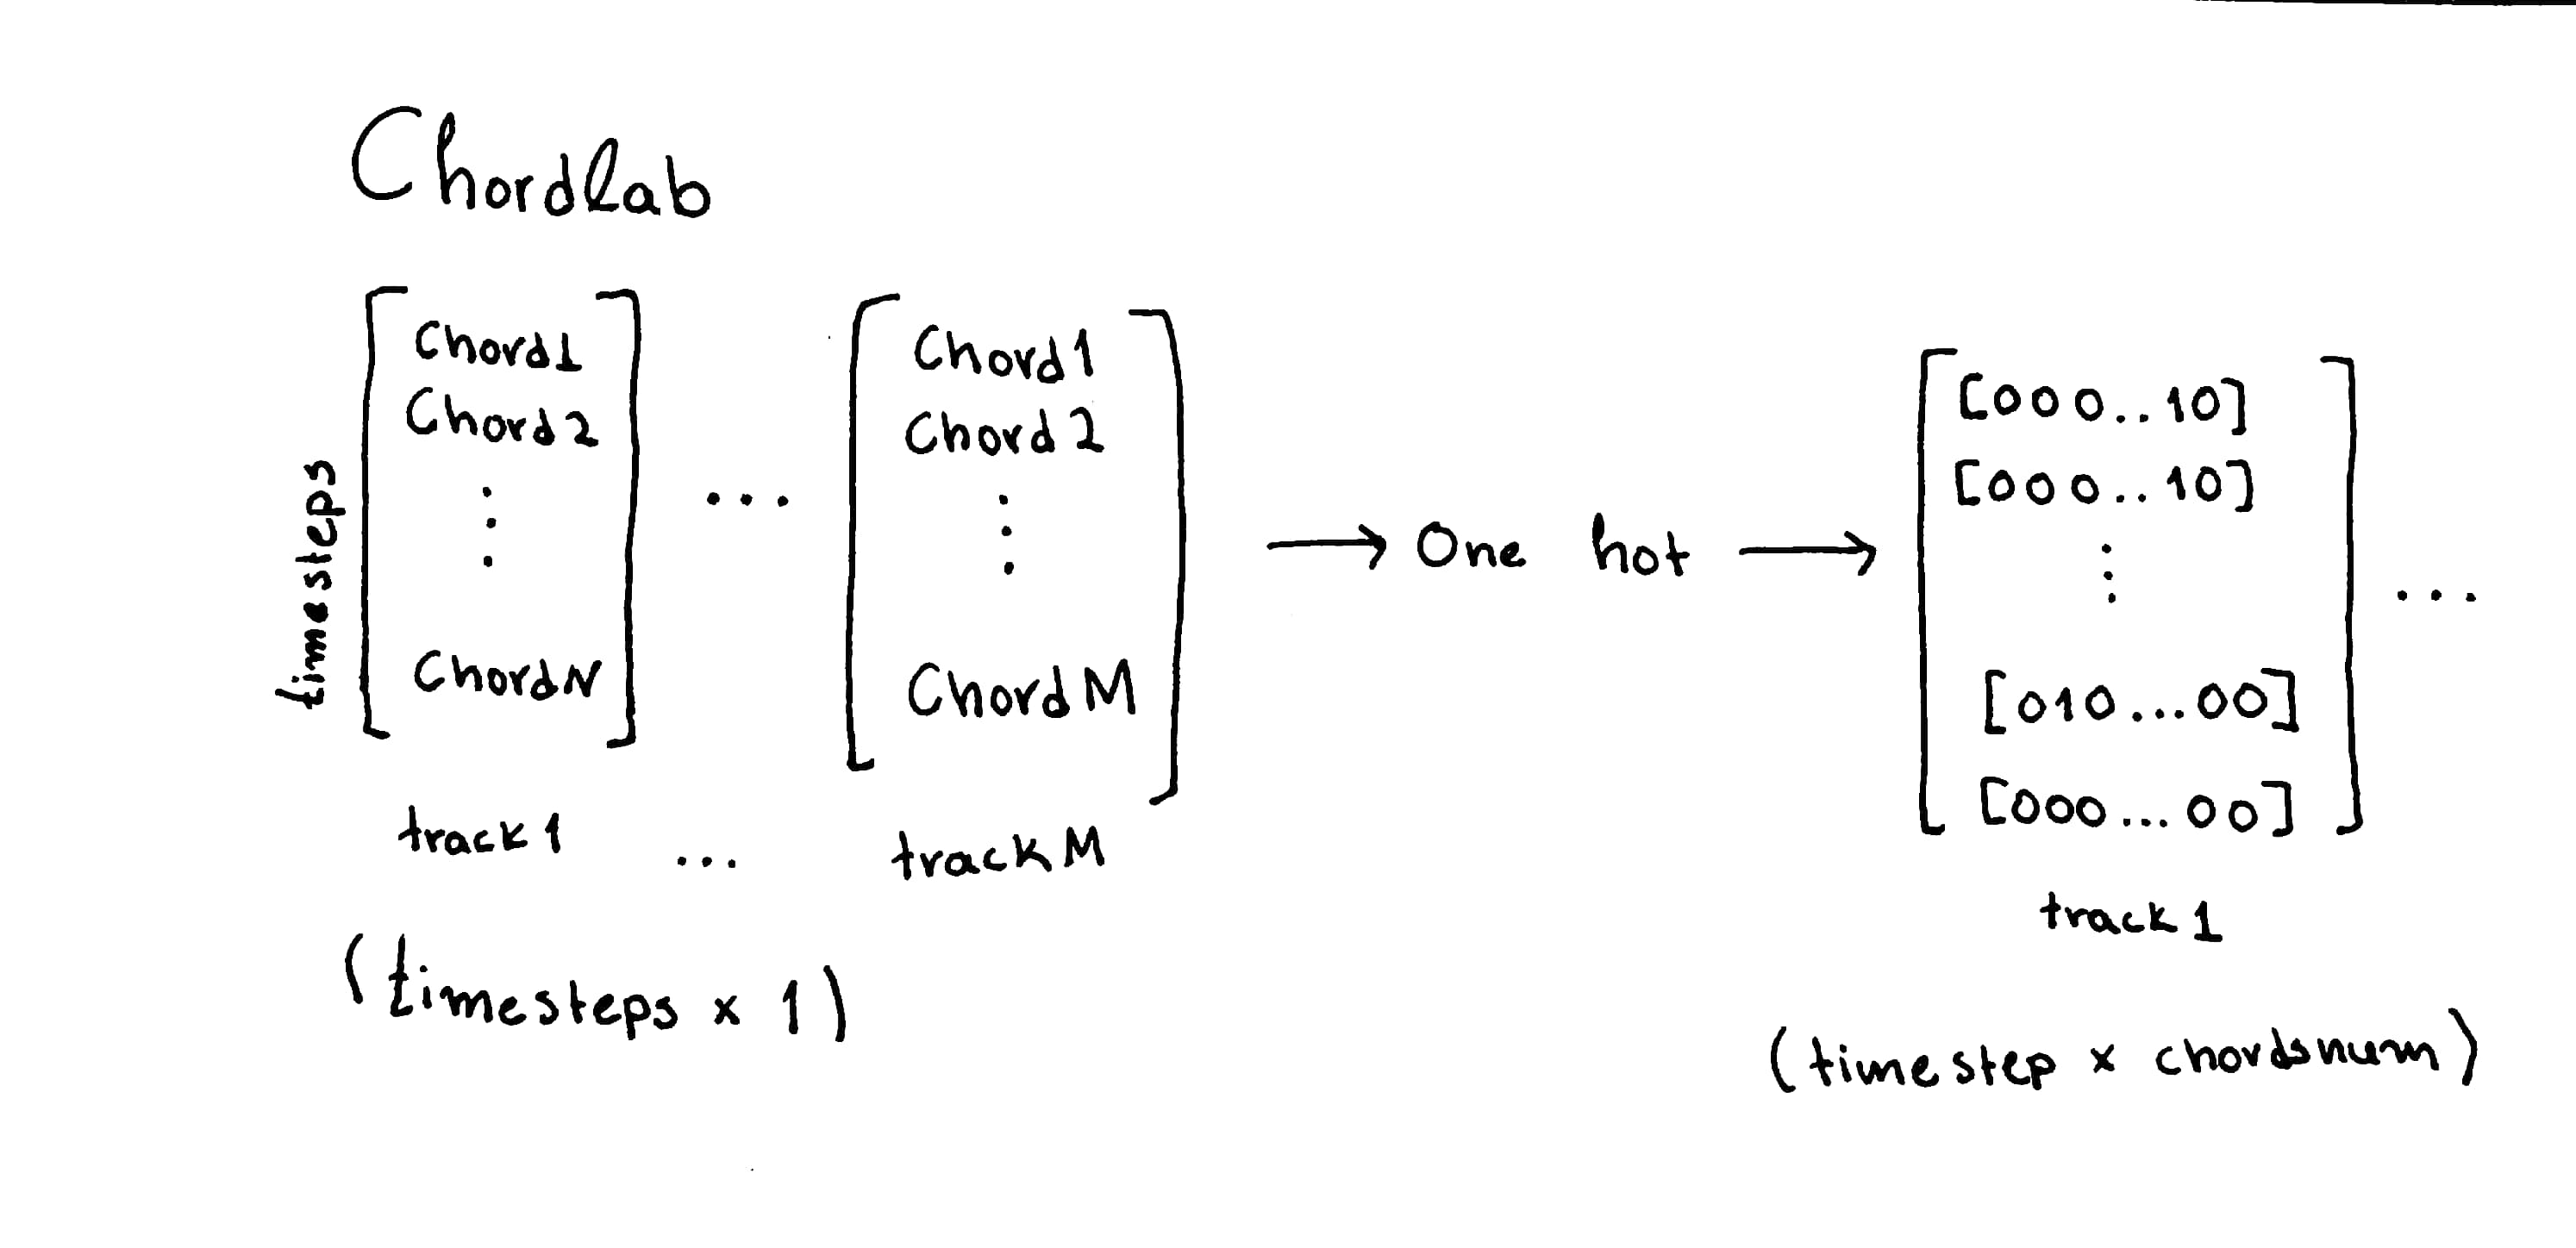 Chordlab
timesteps
Chord1
Chord2
⋮
ChordN
track1
...
Chord1
Chord2
⋮
ChordM
... trackM
(timesteps x 1)
→ One hot →
[000..10]
[000..10]
⋮
[010...00]
[000...00]
...
track1
(timestep x chordsnum)